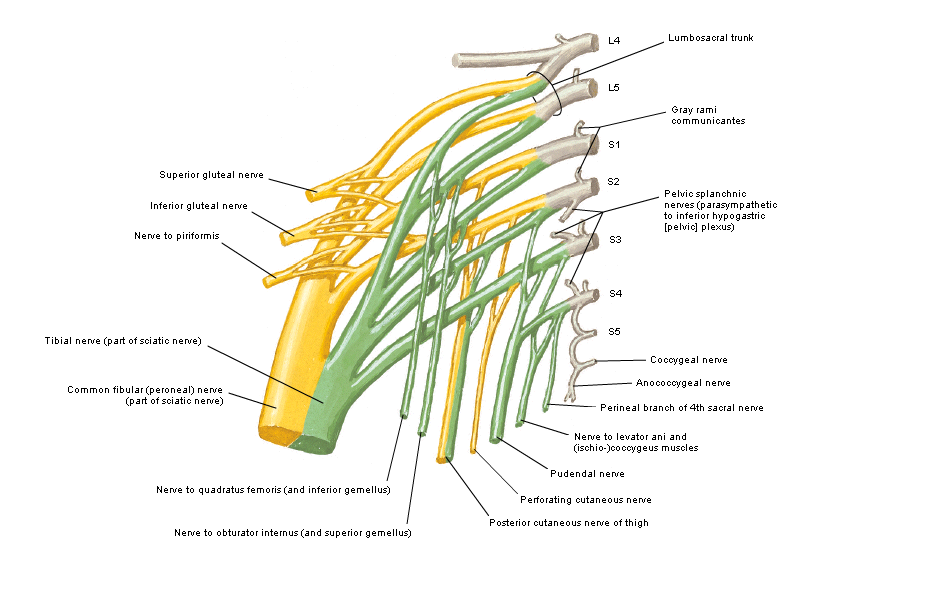 L4
Lumbosacral trunk
L5
Gray rami
communicantes
S1
Superior gluteal nerve
S2
Pelvic splanchnic
nerves (parasympathetic
to inferior hypogastric
[pelvic] plexus)
Inferior gluteal nerve
Nerve to piriformis
S3
S4
S5
Tibial nerve (part of sciatic nerve)
Coccygeal nerve
Common fibular (peroneal) nerve
(part of sciatic nerve)
Anococcygeal nerve
Perineal branch of 4th sacral nerve
Nerve to levator ani and
(ischio-)coccygeus muscles
Pudendal nerve
Nerve to quadratus femoris (and inferior gemellus)
Perforating cutaneous nerve
Posterior cutaneous nerve of thigh
Nerve to obturator internus (and superior gemellus)